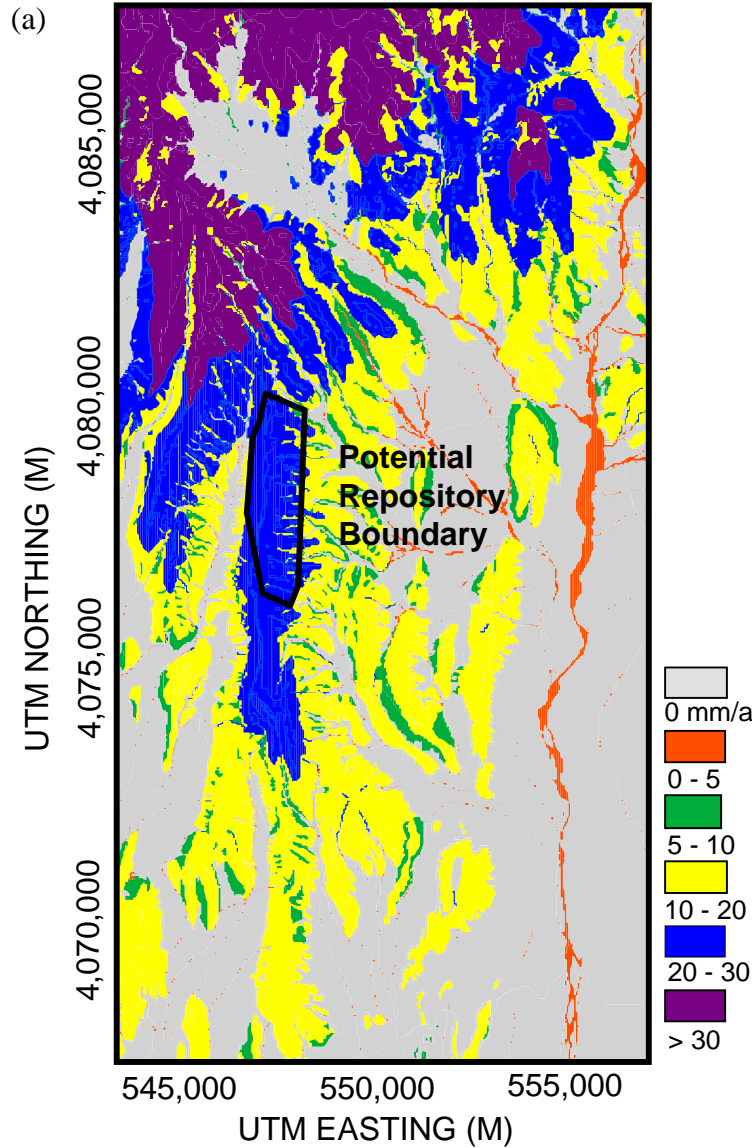 (a)
UTM NORTHING (M)
4,085,000
4,080,000
4,075,000
4,070,000
Potential
Repository
Boundary
0 mm/a
0 - 5
5 - 10
10 - 20
20 - 30
> 30
545,000 550,000 555,000
UTM EASTING (M)